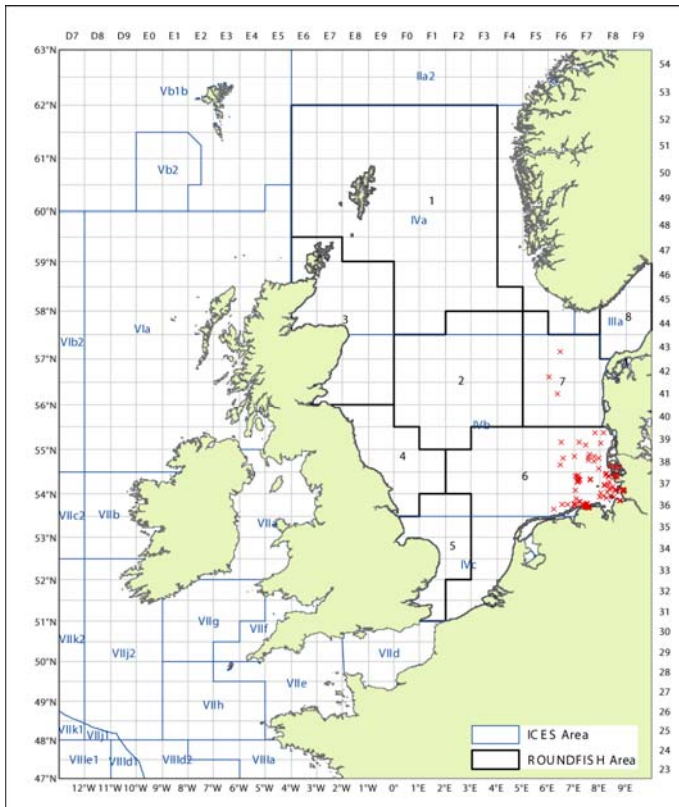 D7 D8 D9 E0 E1 E2 E3 E4 E5 E6 E7 E8 E9 F0 F1 F2 F3 F4 F5 F6 F7 F8 F9
63°N
54
IIa2
Vb1b
53
62°N
52
61°N
51
Vb2
50
1
60°N
IVa
49
48
59°N
47
46
58°N
45
3
IIIa
8
44
VIb2
VIa
57°N
43
2
7
42
56°N
41
IVb
40
55°N
4
39
6
38
54°N
37
VIIc2
VIIb
VIIa
36
53°N
5
35
IVc
34
52°N
33
VIIg
VIIf
32
51°N
31
VIIk2
VIIj2
VIId
30
50°N
VIIe
29
28
49°N
VIIh
27
26
VIIk1
VIIj1
ICES Area
25
48°N
ROUNDFISH Area
24
VIIIe1
VIIId1
VIIId2
VIIIa
23
47°N
12°W 11°W 10°W 9°W 8°W 7°W 6°W 5°W 4°W 3°W 2°W 1°W 0°E 1°E 2°E 3°E 4°E 5°E 6°E 7°E 8°E 9°E